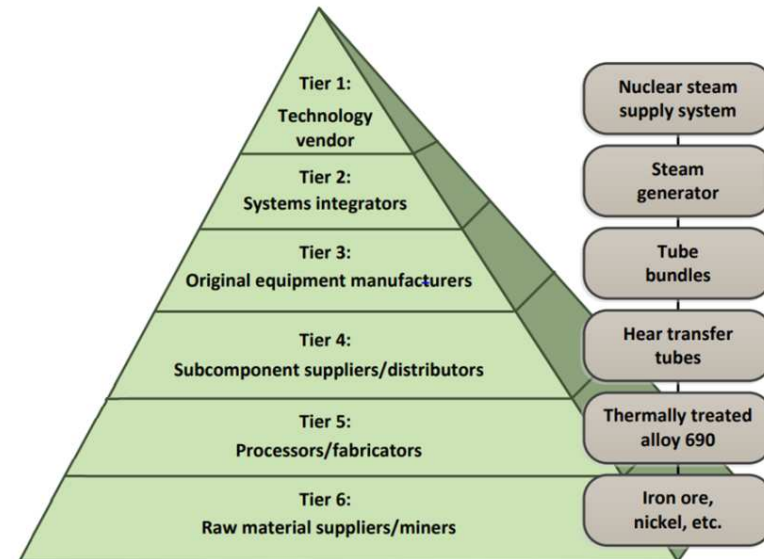 Tier 1:
Technology
vendor
Tier 2:
Systems integrators
Tier 3:
Original equipment manufacturers
Tier 4:
Subcomponent suppliers/distributors
Tier 5:
Processors/fabricators
Tier 6:
Raw material suppliers/miners
Nuclear steam
supply system
Steam
generator
Tube
bundles
Hear transfer
tubes
Thermally treated
alloy 690
Iron ore,
nickel, etc.